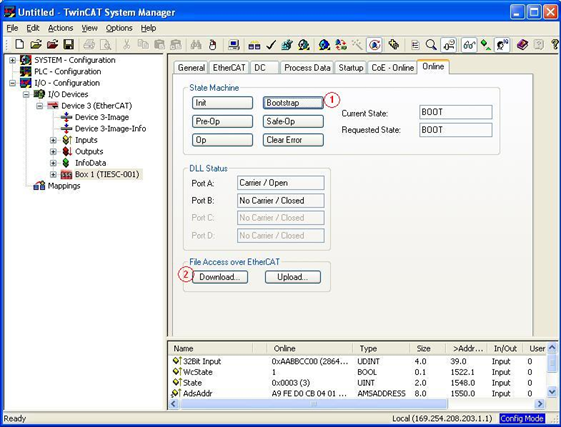 Untitled - TwinCAT System Manager
File Edit Actions View Options Help
SYSTEM - Configuration
PLC - Configuration
I/O - Configuration
I/O Devices
Device 3 (EtherCAT)
Device 3-Image
Device 3-Image-Info
Inputs
Outputs
InfoData
Box 1 (TIESC-001)
Mappings
General EtherCAT DC Process Data Startup CoE - Online Online
State Machine
Init Bootstrap 1
Pre-Op Safe-Op
Op Clear Error
Current State: BOOT
Requested State: BOOT
DLL Status
Port A: Carrier / Open
Port B: No Carrier / Closed
Port C: No Carrier / Closed
Port D: No Carrier / Closed
File Access over EtherCAT
2 Download... Upload...
Name Online Type Size >Addr... In/Out User
32Bit Input 0xAABBCC00 (2864... UDINT 4.0 39.0 Input 0
WcState 1 BOOL 0.1 1522.1 Input 0
State 0x0003 (3) UINT 2.0 1548.0 Input 0
AdsAddr A9 FE D0 CB 04 01 ... AMSADDRESS 8.0 1550.0 Input 0
Ready Local (169.254.208.203.1.1) Config Mode